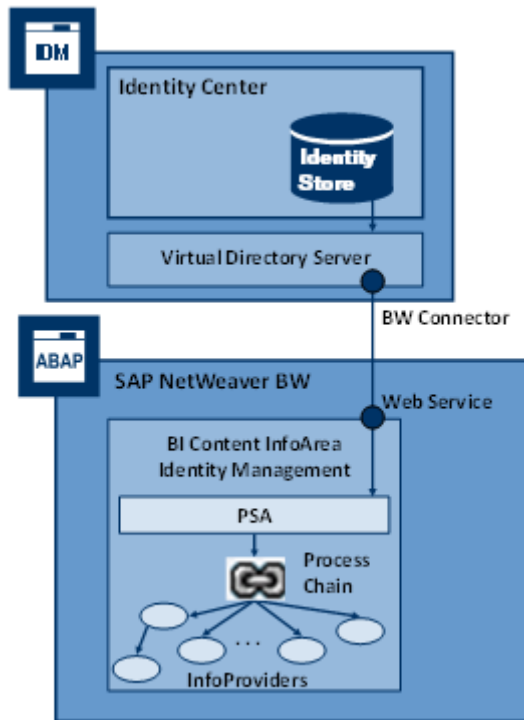 IDM
Identity Center
Identity
Store
Virtual Directory Server
BW Connector
ABAP
SAP NetWeaver BW
Web Service
BI Content InfoArea
Identity Management
PSA
Process
Chain
...
InfoProviders